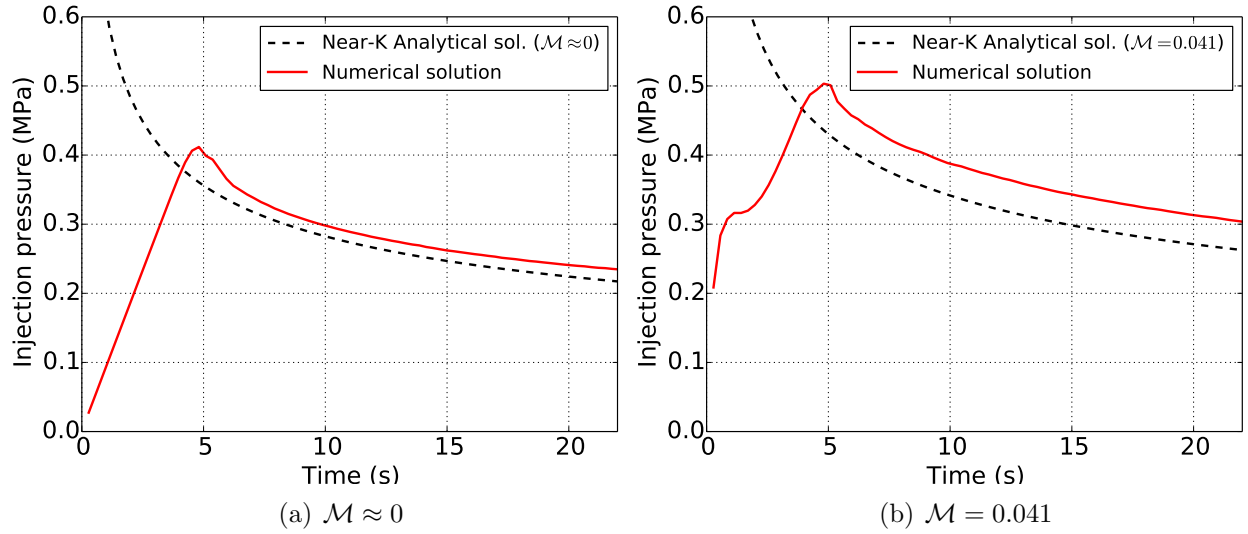 Near-K Analytical sol. (ℳ≈0)
Numerical solution
Injection pressure (MPa)
0.6
0.5
0.4
0.3
0.2
0.1
0.0
0 5 10 15 20
Time (s)
(a) ℳ ≈ 0
Near-K Analytical sol. (ℳ=0.041)
Numerical solution
Injection pressure (MPa)
0.6
0.5
0.4
0.3
0.2
0.1
0.0
0 5 10 15 20
Time (s)
(b) ℳ = 0.041